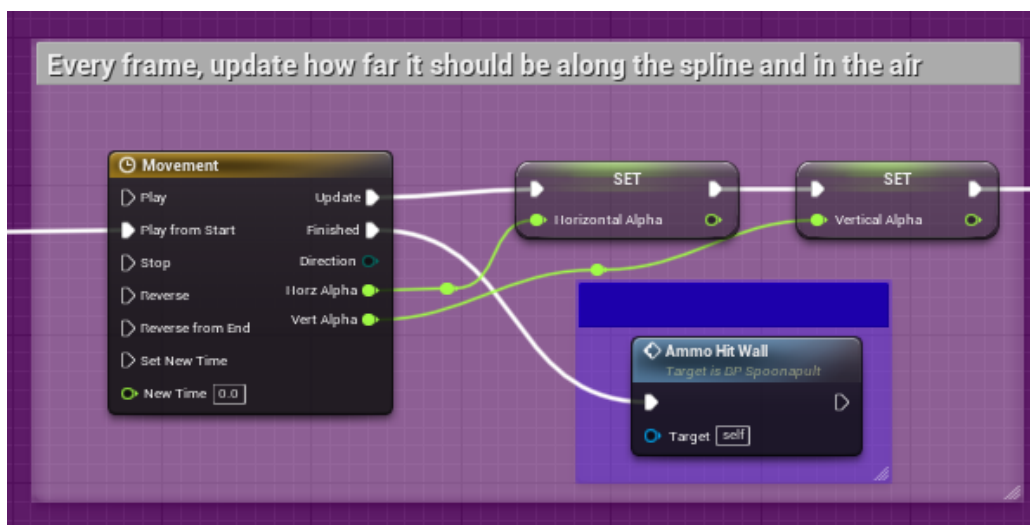 Every frame, update how far it should be along the spline and in the air
Movement
Play
Update
Play from Start
Finished
Stop
Direction
Reverse
Horz Alpha
Reverse from End
Vert Alpha
Set New Time
New Time 0.0
SET
Horizontal Alpha
SET
Vertical Alpha
Ammo Hit Wall
Target is BP Spoonapult
Target self